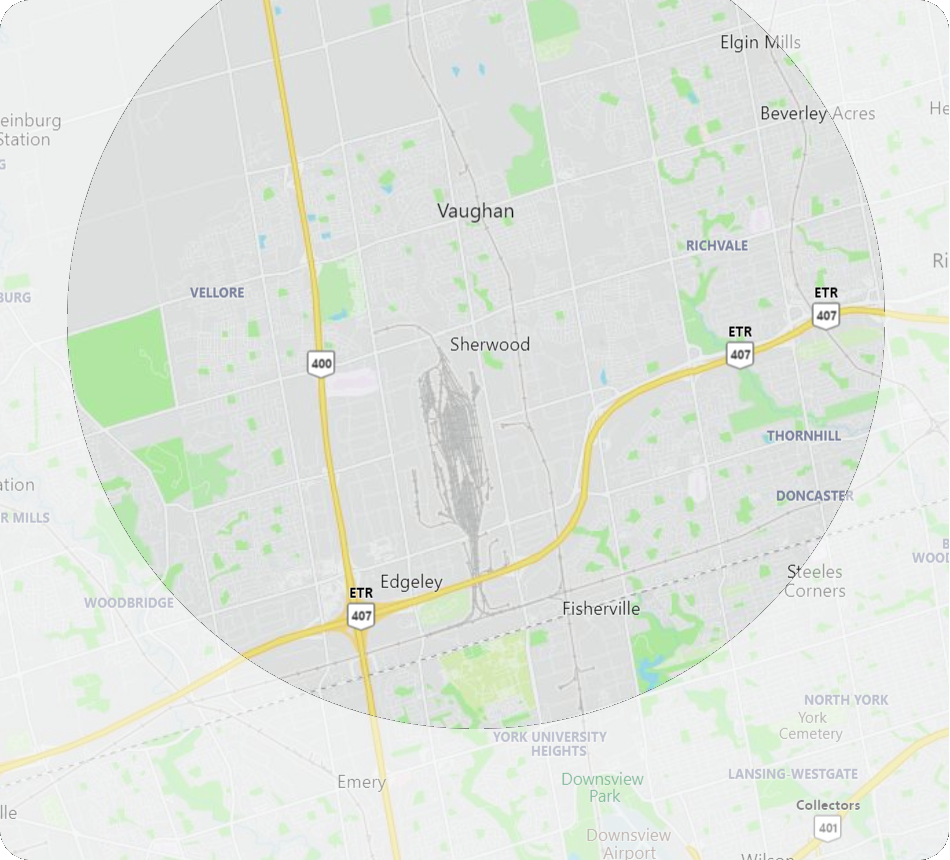 Elgin Mills
Beverley Acres
He
einburg
Station
G
Vaughan
RICHVALE
Ri
VELLORE
BURG
ETR
407
ETR
407
Sherwood
400
THORNHILL
ation
DONCASTER
R MILLS
B
WOOD
Steeles
Corners
Edgeley
ETR
407
WOODBRIDGE
Fisherville
NORTH YORK
York
Cemetery
YORK UNIVERSITY
HEIGHTS
Emery
Downsview
Park
LANSING-WESTGATE
Collectors
401
lle
Downsview
Airport
Wilson